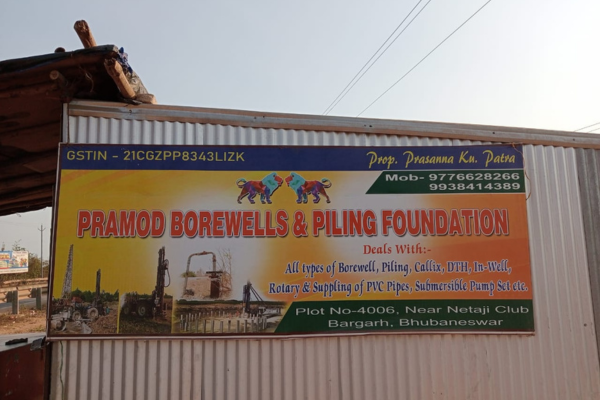 GSTIN - 21CGZPP8343LIZK
Prop. Prasanna Ku. Patra
Mob- 9776628266
9938414389
PRAMOD BOREWELLS & PILING FOUNDATION
Deals With:-
All types of Borewell, Piling, Callix, DTH, In-Well,
Rotary & Suppling of PVC Pipes, Submersible Pump Set etc.
Plot No-4006, Near Netaji Club
Bargarh, Bhubaneswar